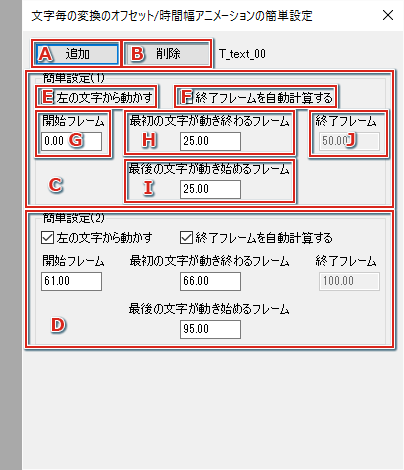 文字毎の変換のオフセット/時間幅アニメーションの簡単設定
A 追加 B 削除 T_text_00
簡単設定(1)
E 左の文字から動かす F 終了フレームを自動計算する
開始フレーム 最初の文字が動き終わるフレーム 終了フレーム
0.00 G H 25.00 50.00 J
最後の文字が動き始めるフレーム
C I 25.00
簡単設定(2)
左の文字から動かす 終了フレームを自動計算する
開始フレーム 最初の文字が動き終わるフレーム 終了フレーム
61.00 66.00 100.00
最後の文字が動き始めるフレーム
D 95.00